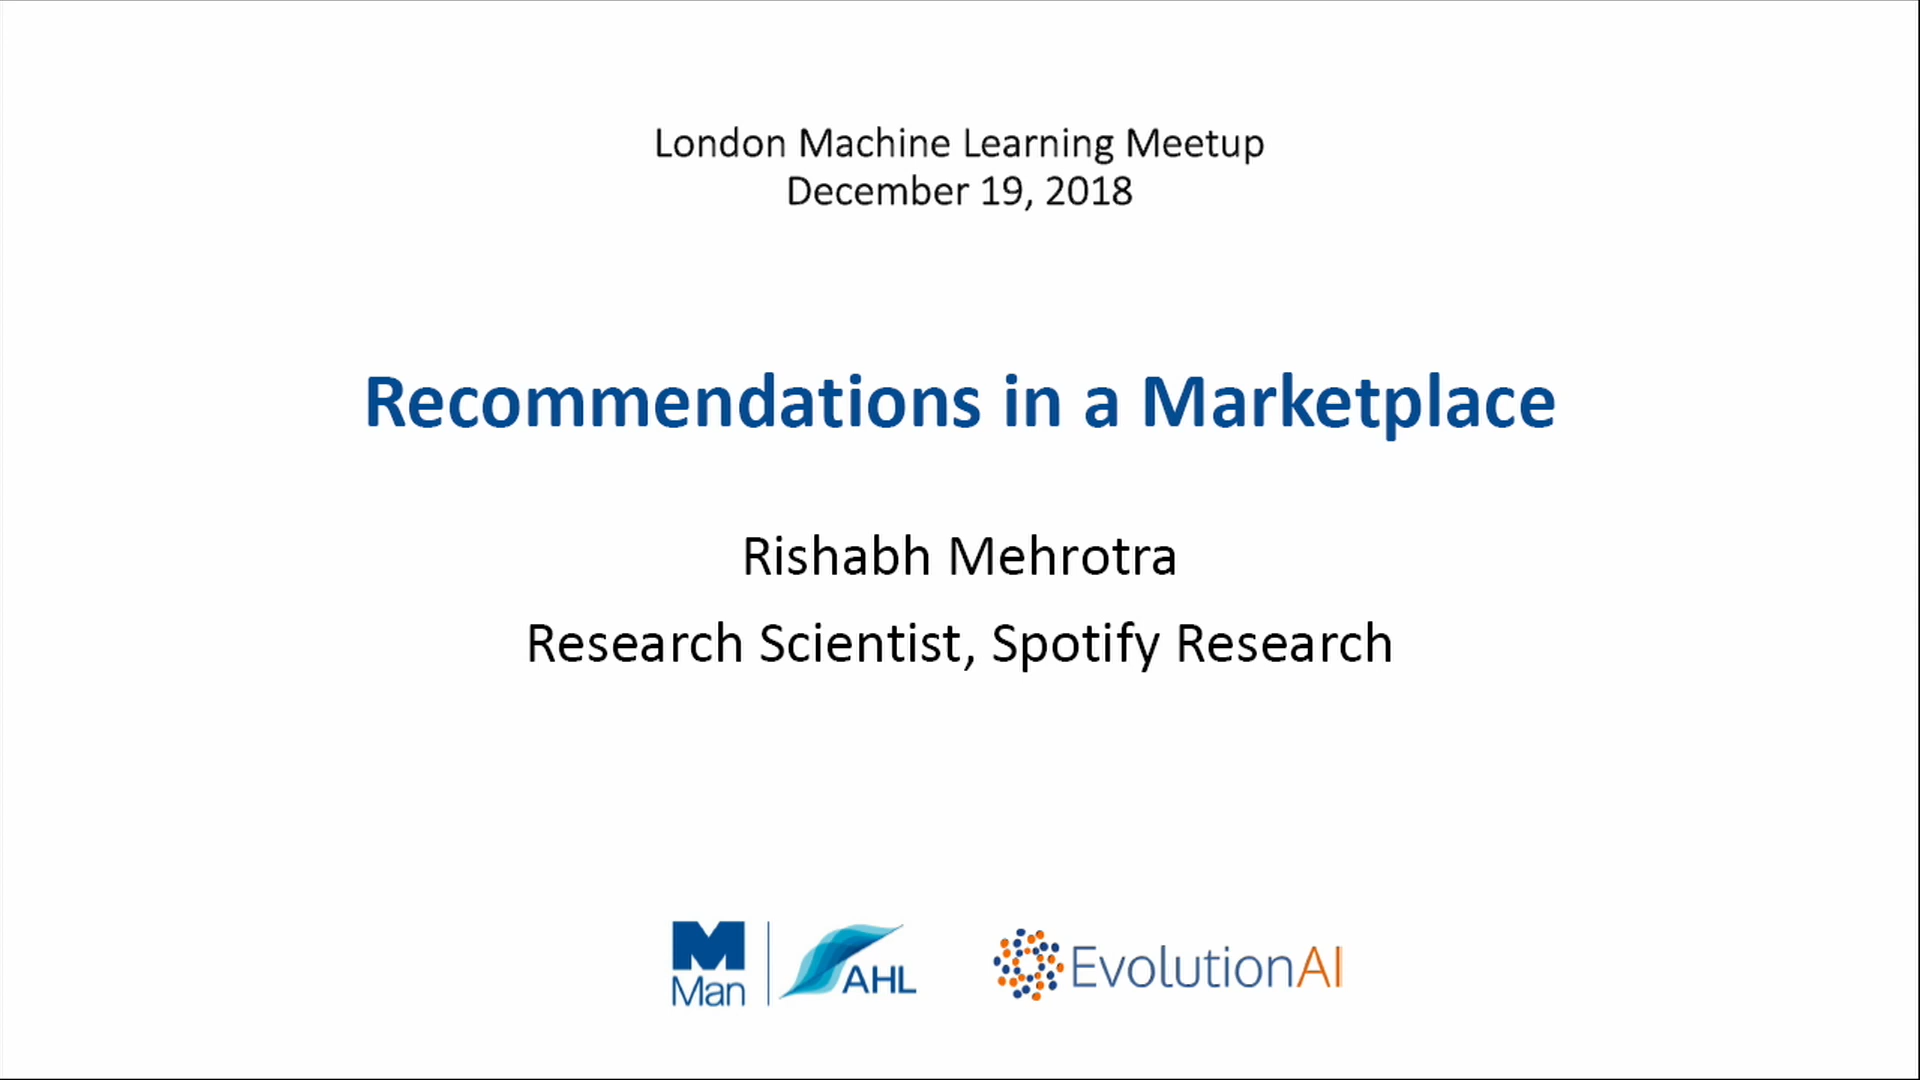 London Machine Learning Meetup
December 19, 2018
Recommendations in a Marketplace
Rishabh Mehrotra
Research Scientist, Spotify Research
Man
AHL
EvolutionAI